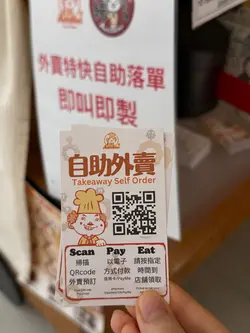 外賣特快自助落單
即叫即製
自助外賣
Takeaway Self Order
Scan Pay Eat
掃描 以電子 請按指定
QRcode 方式付款 時間到
外賣預訂 店舖領取